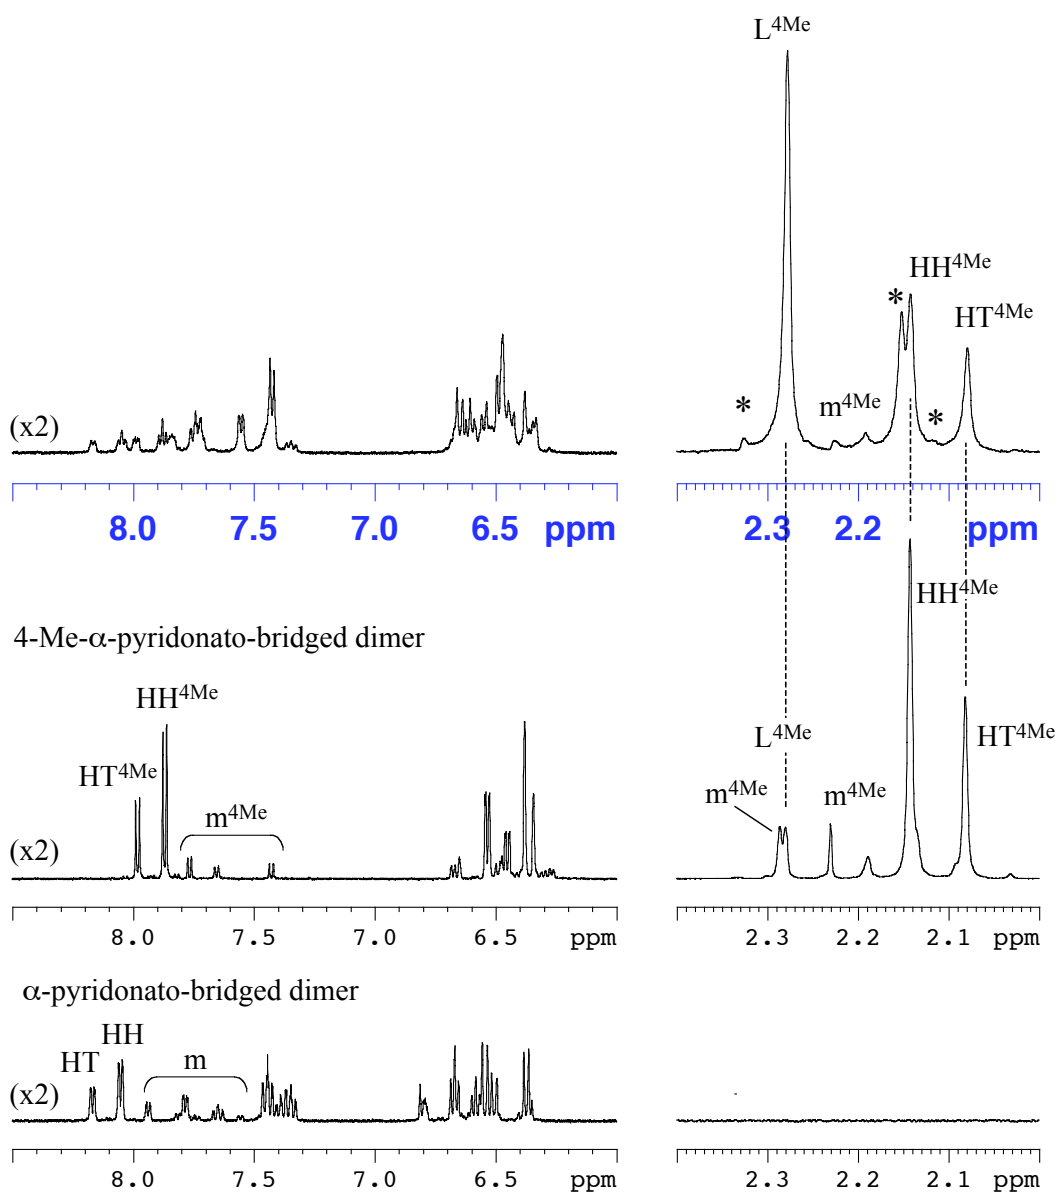 L4Me
HH4Me
* HT4Me
(x2)
* m4Me *
8.0 7.5 7.0 6.5 ppm 2.3 2.2 ppm
HH4Me
4-Me-α-pyridonato-bridged dimer
HH4Me
HT4Me
L4Me HT4Me
m4Me m4Me m4Me
(x2)
8.0 7.5 7.0 6.5 ppm 2.3 2.2 2.1 ppm
α-pyridonato-bridged dimer
HH
HT m
(x2)
8.0 7.5 7.0 6.5 ppm 2.3 2.2 2.1 ppm